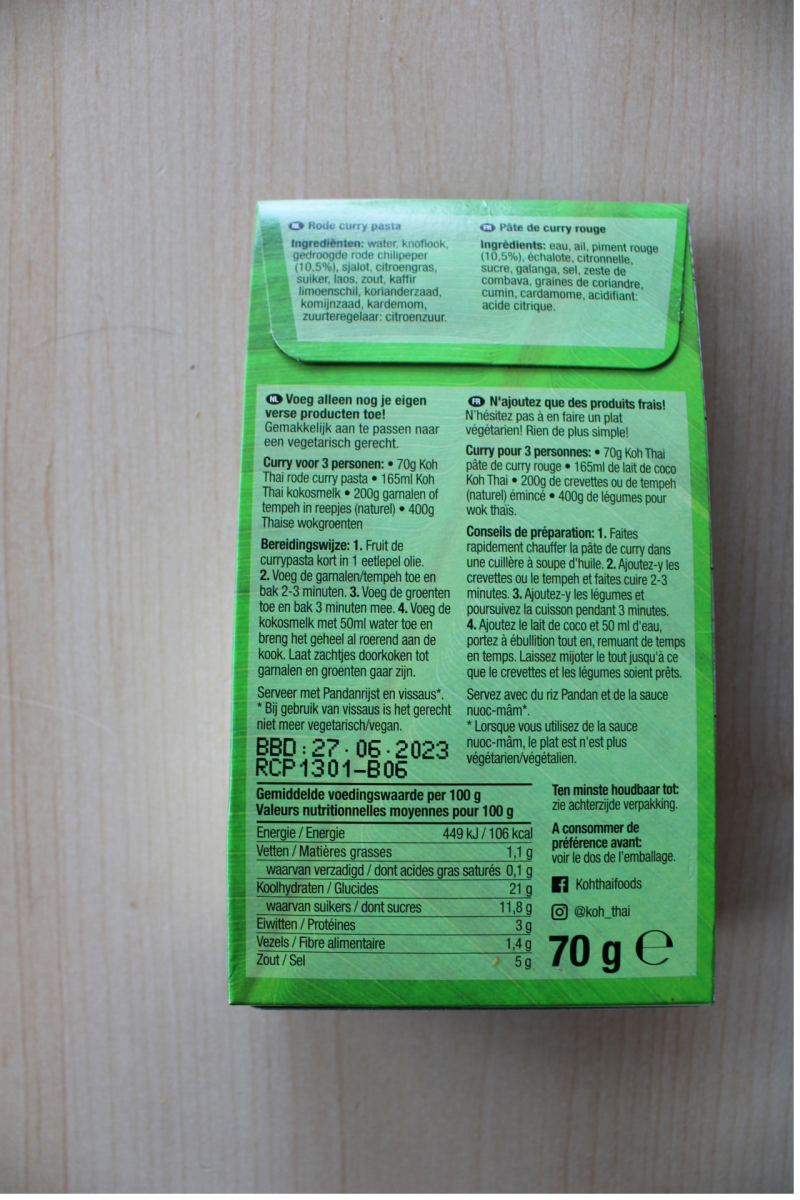 NL Rode curry pasta
Ingrediënten: water, knoflook,
gedroogde rode chilipeper
(10,5%), sjalot, citroengras,
suiker, laos, zout, kaffir
limoenschil, korianderzaad,
komijnzaad, kardemom,
zuurteregelaar: citroenzuur.
FR Pâte de curry rouge
Ingrédients: eau, ail, piment rouge
(10,5%), échalote, citronnelle,
sucre, galanga, sel, zeste de
combava, graines de coriandre,
cumin, cardamome, acidifiant:
acide citrique.
NL Voeg alleen nog je eigen
verse producten toe!
Gemakkelijk aan te passen naar
een vegetarisch gerecht.
Curry voor 3 personen: • 70g Koh
Thai rode curry pasta • 165ml Koh
Thai kokosmelk • 200g garnalen of
tempeh in reepjes (naturel) • 400g
Thaise wokgroenten
Bereidingswijze: 1. Fruit de
currypasta kort in 1 eetlepel olie.
2. Voeg de garnalen/tempeh toe en
bak 2-3 minuten. 3. Voeg de groenten
toe en bak 3 minuten mee. 4. Voeg de
kokosmelk met 50ml water toe en
breng het geheel al roerend aan de
kook. Laat zachtjes doorkoken tot
garnalen en groenten gaar zijn.
Serveer met Pandanrijst en vissaus*.
* Bij gebruik van vissaus is het gerecht
niet meer vegetarisch/vegan.
BBD:27·06·2023
RCP1301-B06
FR N'ajoutez que des produits frais!
N'hésitez pas à en faire un plat
végétarien! Rien de plus simple!
Curry pour 3 personnes: • 70g Koh Thai
pâte de curry rouge • 165ml de lait de coco
Koh Thai • 200g de crevettes ou de tempeh
(naturel) émincé • 400g de légumes pour
wok thaïs.
Conseils de préparation: 1. Faites
rapidement chauffer la pâte de curry dans
une cuillère à soupe d'huile. 2. Ajoutez-y les
crevettes ou le tempeh et faites cuire 2-3
minutes. 3. Ajoutez-y les légumes et
poursuivez la cuisson pendant 3 minutes.
4. Ajoutez le lait de coco et 50 ml d'eau,
portez à ébullition tout en, remuant de temps
en temps. Laissez mijoter le tout jusqu'à ce
que le crevettes et les légumes soient prêts.
Servez avec du riz Pandan et de la sauce
nuoc-mâm*.
* Lorsque vous utilisez de la sauce
nuoc-mâm, le plat est n'est plus
végétarien/végétalien.
Gemiddelde voedingswaarde per 100 g
Valeurs nutritionnelles moyennes pour 100 g
Energie / Energie 449 kJ / 106 kcal
Vetten / Matières grasses 1,1 g
waarvan verzadigd / dont acides gras saturés 0,1 g
Koolhydraten / Glucides 21 g
waarvan suikers / dont sucres 11,8 g
Eiwitten / Protéines 3 g
Vezels / Fibre alimentaire 1,4 g
Zout / Sel 5 g
Ten minste houdbaar tot:
zie achterzijde verpakking.
A consommer de
préférence avant:
voir le dos de l'emballage.
Kohthaifoods
@koh_thai
70 g ℮